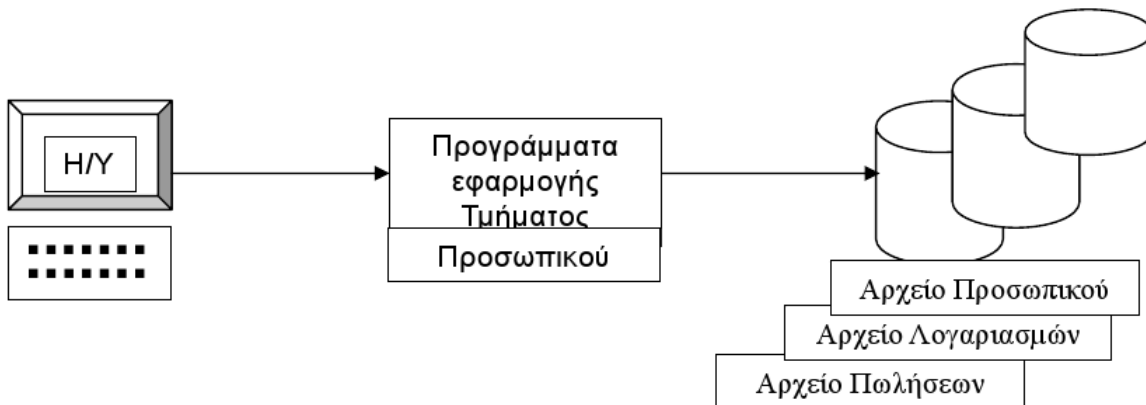 Η/Υ
Προγράμματα
εφαρμογής
Τμήματος
Προσωπικού
Αρχείο Προσωπικού
Αρχείο Λογαριασμών
Αρχείο Πωλήσεων